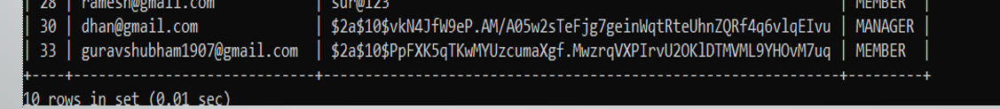 | 28 | ramesh@gmail.com | sur@123 | MEMBER |
| 30 | dhan@gmail.com | $2a$10$vkN4JfW9eP.AM/A05w2sTeFjg7geinWqtRteUhnZQRf4q6vlqEIvu | MANAGER |
| 33 | guravshubham1907@gmail.com | $2a$10$PpFXK5qTKwMYUzcumaXgf.MwzrqVXPIrvU2OKlDTMVML9YHOvM7uq | MEMBER |
+----+----------------------------+--------------------------------------------------------------+---------+
10 rows in set (0.01 sec)